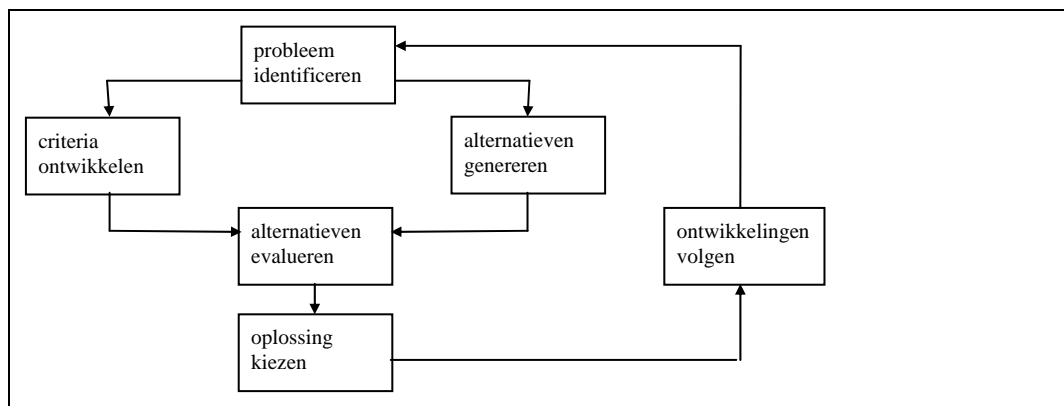 probleem
identificeren
criteria
ontwikkelen
alternatieven
genereren
alternatieven
evalueren
ontwikkelingen
volgen
oplossing
kiezen